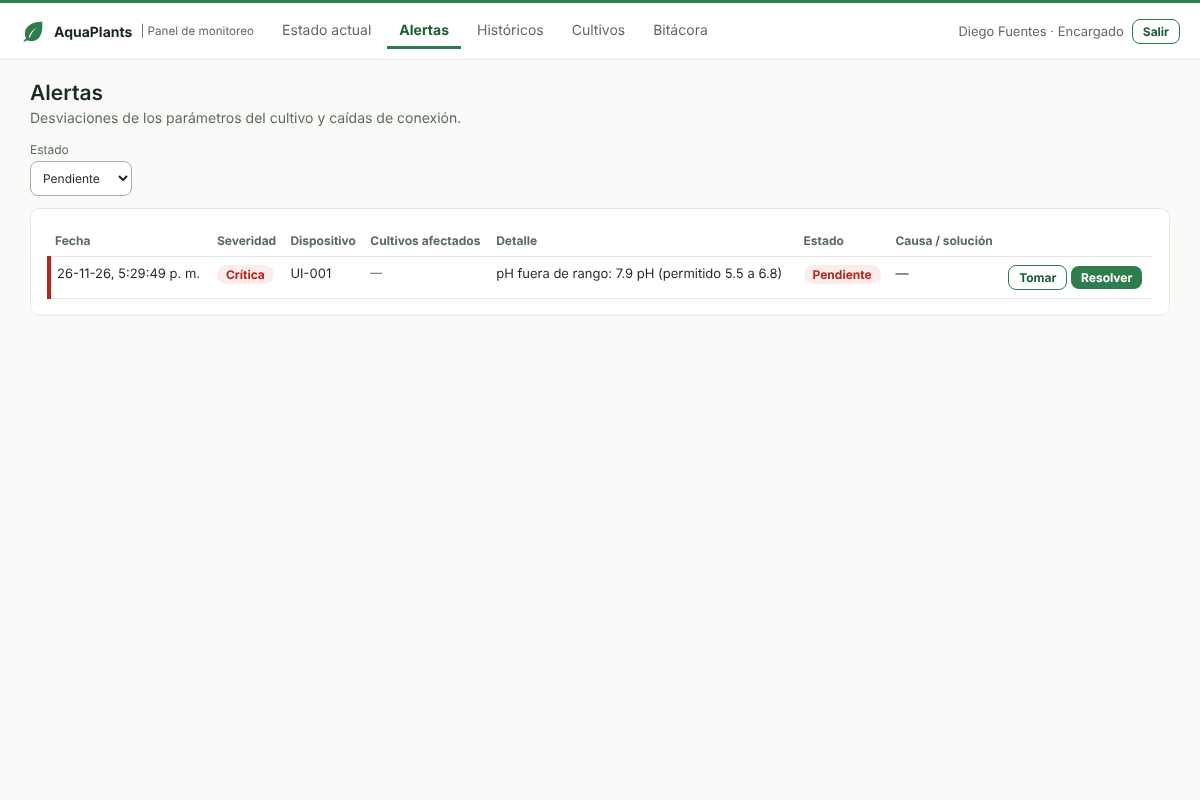 AquaPlants | Panel de monitoreo Estado actual Alertas Históricos Cultivos Bitácora Diego Fuentes · Encargado Salir
Alertas
Desviaciones de los parámetros del cultivo y caídas de conexión.
Estado
Pendiente
Fecha Severidad Dispositivo Cultivos afectados Detalle Estado Causa / solución
26-11-26, 5:29:49 p. m. Crítica UI-001 — pH fuera de rango: 7.9 pH (permitido 5.5 a 6.8) Pendiente — Tomar Resolver